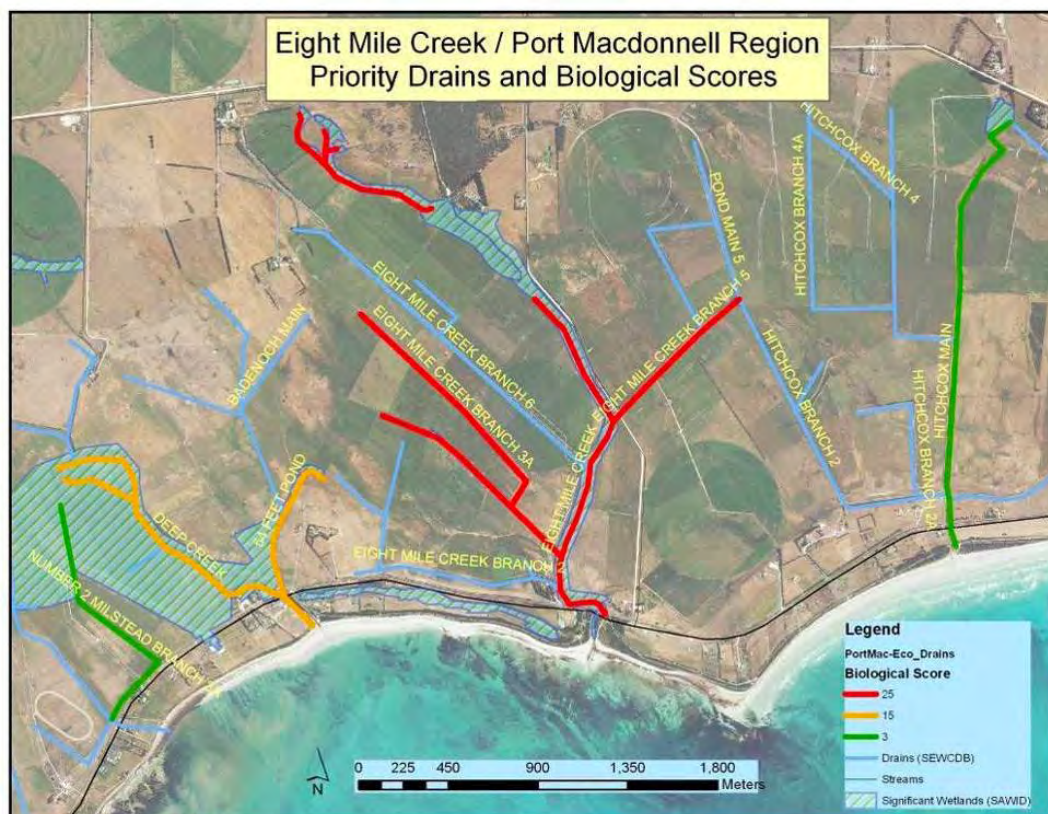 Eight Mile Creek / Port Macdonnell Region
Priority Drains and Biological Scores
HITCHCOX BRANCH 4
HITCHCOX BRANCH 4A
POND MAIN 5
EIGHT MILE CREEK BRANCH 6
EIGHT MILE CREEK BRANCH 5
EIGHT MILE CREEK BRANCH 3A
BADENOCH MAIN
HITCHCOX MAIN
HITCHCOX BRANCH 2
HITCHCOX BRANCH 2A
EIGHT MILE CREEK
54 FEET POND
DEEP CREEK
EIGHT MILE CREEK BRANCH 2
NUMBER 2 MILSTEAD BRANCH
Legend
PortMac-Eco_Drains
Biological Score
25
15
3
Drains (SEWCDB)
Streams
Significant Wetlands (SAWID)
N
0 225 450 900 1,350 1,800
Meters